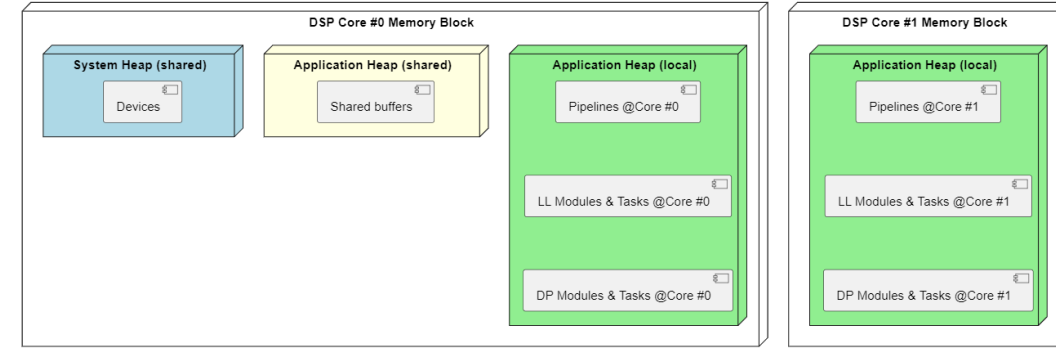 DSP Core #0 Memory Block
System Heap (shared)
Devices
Application Heap (shared)
Shared buffers
Application Heap (local)
Pipelines @Core #0
LL Modules & Tasks @Core #0
DP Modules & Tasks @Core #0
DSP Core #1 Memory Block
Application Heap (local)
Pipelines @Core #1
LL Modules & Tasks @Core #1
DP Modules & Tasks @Core #1